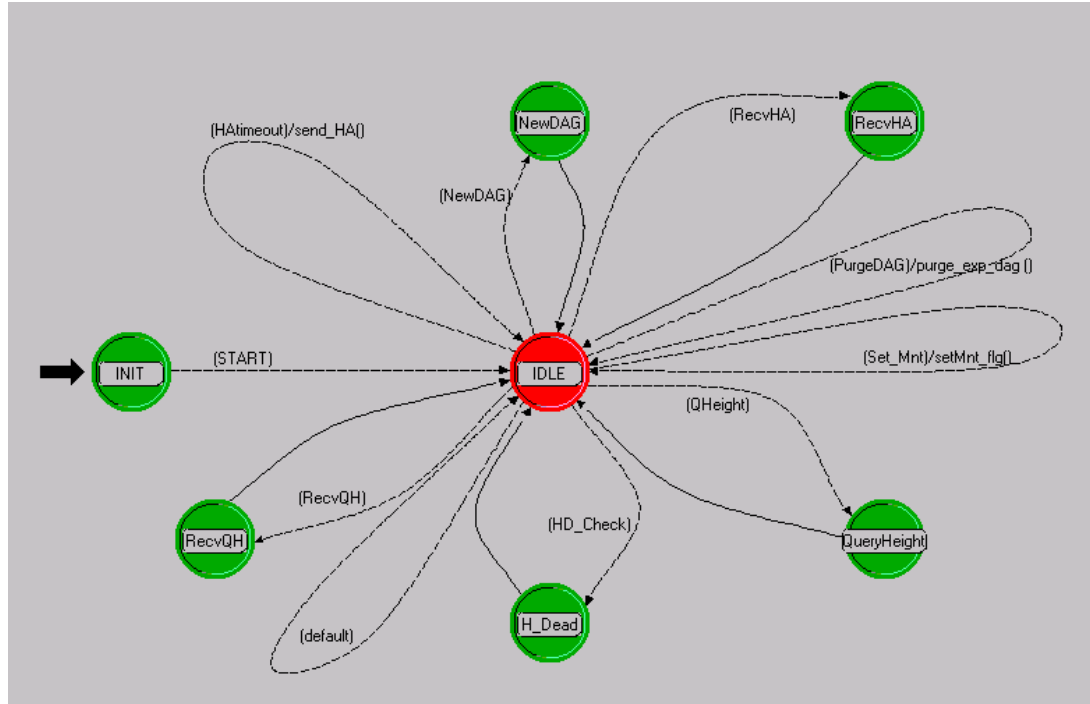 NewDAG
RecvHA
(HAtimeout)/send_HA()
(RecvHA)
(NewDAG)
(PurgeDAG)/purge_exp_dag ()
(START)
(Set_Mnt)/setMnt_flg()
INIT
IDLE
(QHeight)
(RecvQH)
(HD_Check)
RecvQH
QueryHeight
H_Dead
(default)